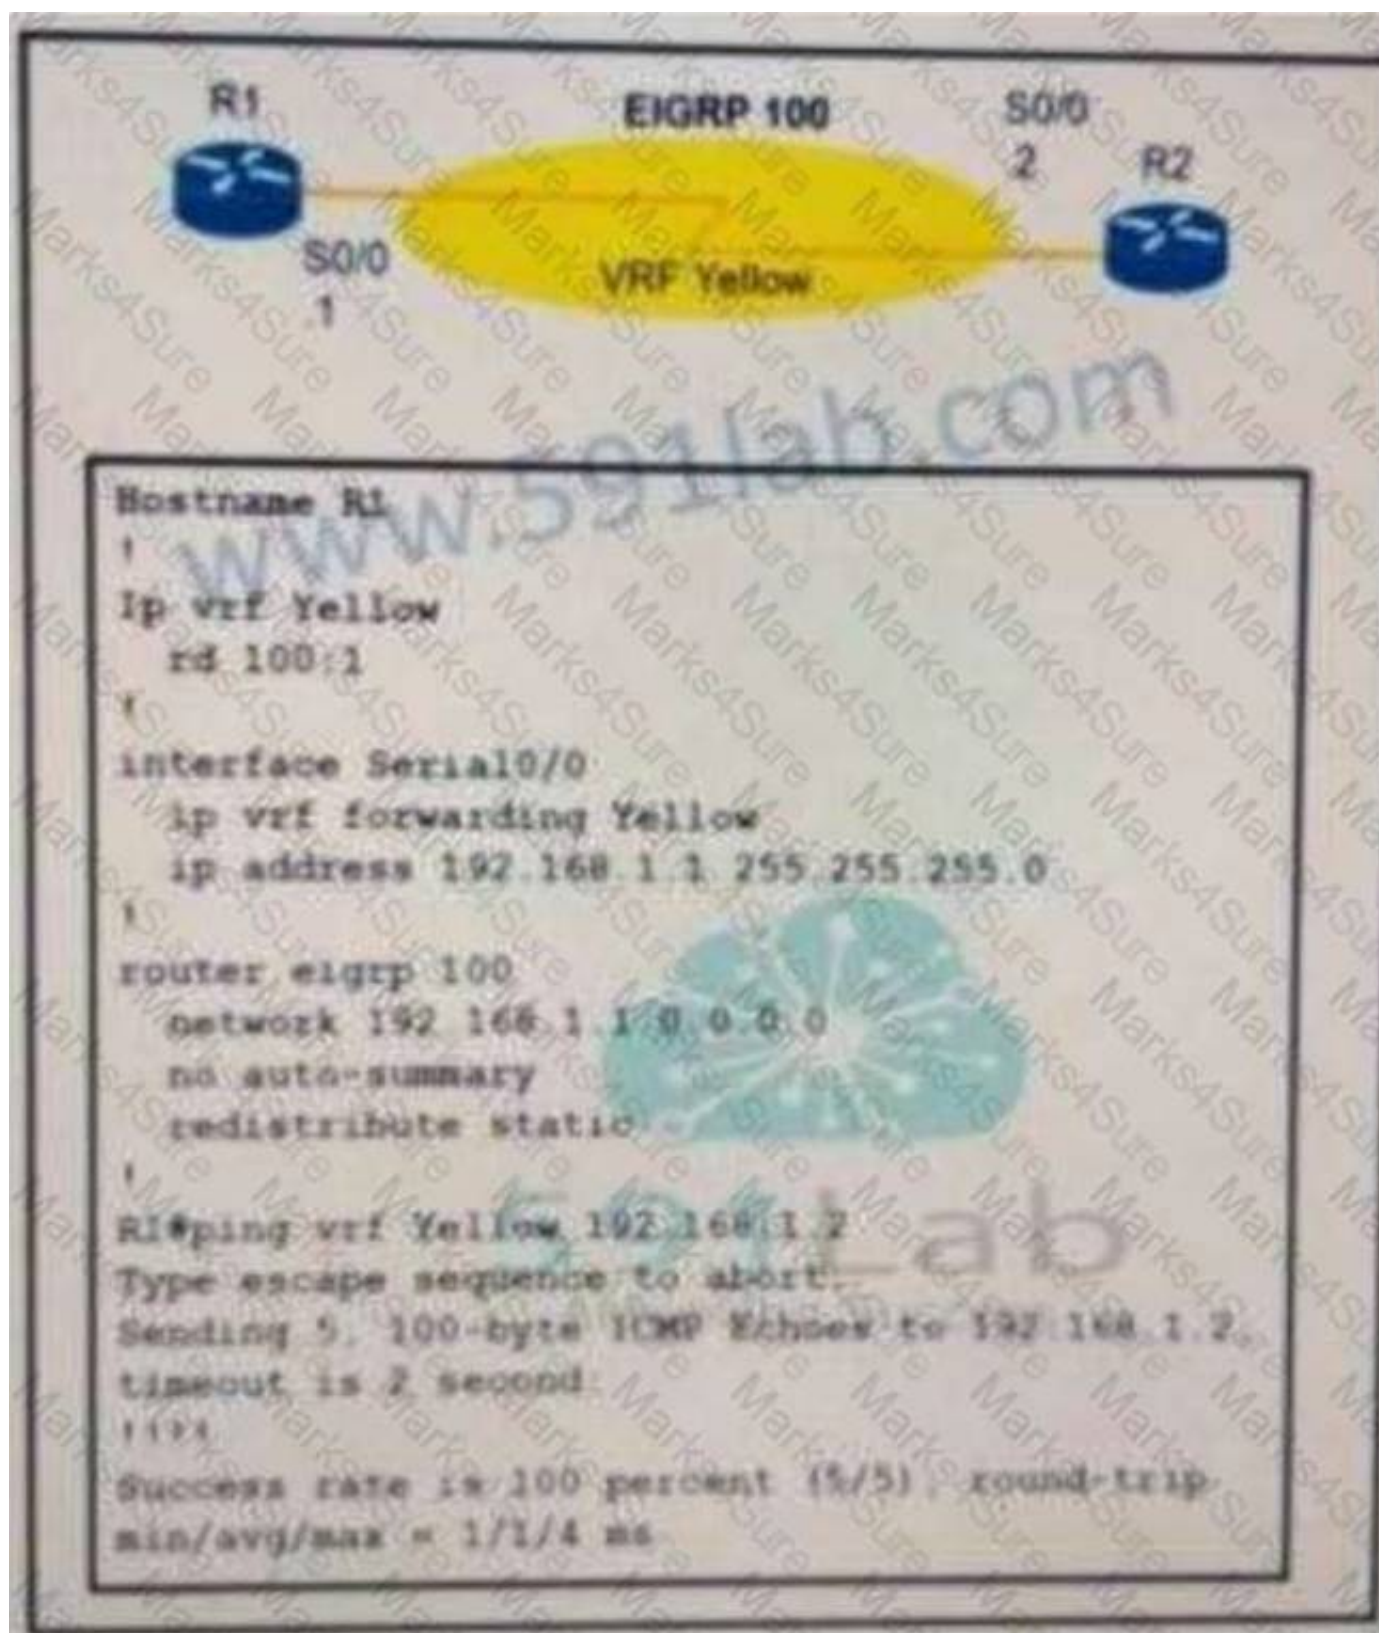 R1
EIGRP 100
S0/0
.2
R2
S0/0
.1
VRF Yellow
www.591lab.com
Hostname R1
!
Ip vrf Yellow
rd 100:1
!
interface Serial0/0
ip vrf forwarding Yellow
ip address 192.168.1.1 255.255.255.0
!
router eigrp 100
network 192.168.1.1 0.0.0.0
no auto-summary
redistribute static
!
591Lab
R1#ping vrf Yellow 192.168.1.2
Type escape sequence to abort.
Sending 5, 100-byte ICMP Echoes to 192.168.1.2,
timeout is 2 second:
!!!!
Success rate is 100 percent (5/5), round-trip
min/avg/max = 1/1/4 ms
Marks4Sure